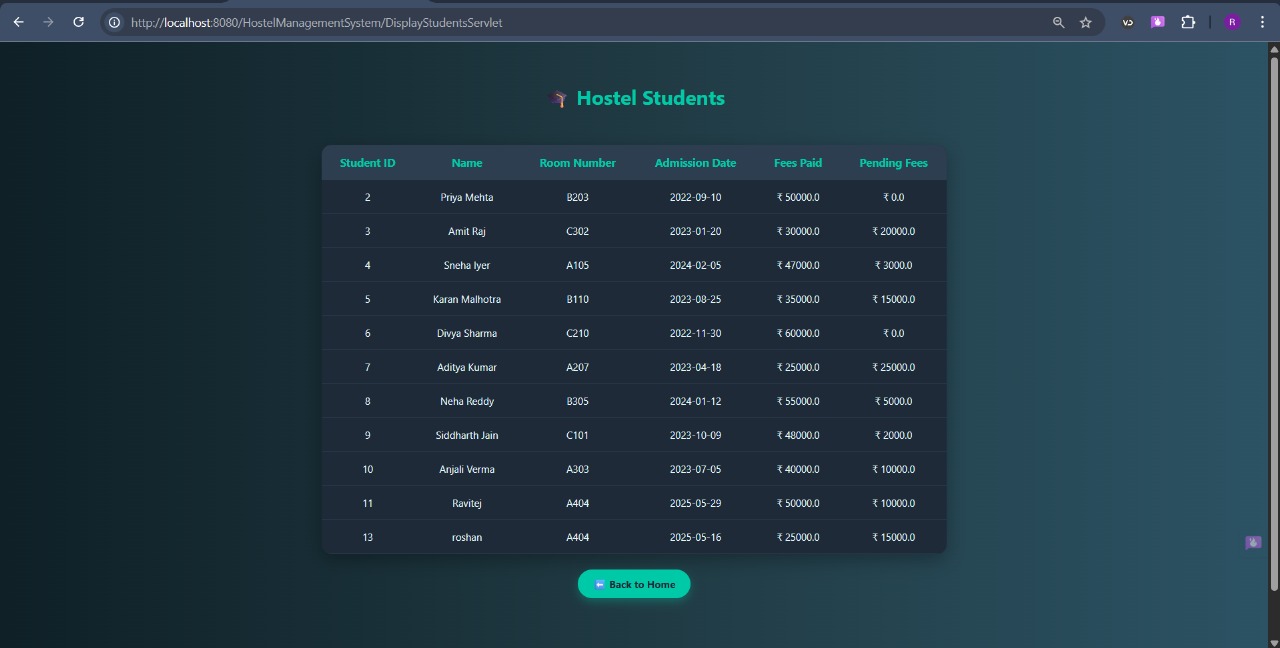 http://localhost:8080/HostelManagementSystem/DisplayStudentsServlet
R
Hostel Students
Student ID Name Room Number Admission Date Fees Paid Pending Fees
2 Priya Mehta B203 2022-09-10 ₹ 50000.0 ₹ 0.0
3 Amit Raj C302 2023-01-20 ₹ 30000.0 ₹ 20000.0
4 Sneha Iyer A105 2024-02-05 ₹ 47000.0 ₹ 3000.0
5 Karan Malhotra B110 2023-08-25 ₹ 35000.0 ₹ 15000.0
6 Divya Sharma C210 2022-11-30 ₹ 60000.0 ₹ 0.0
7 Aditya Kumar A207 2023-04-18 ₹ 25000.0 ₹ 25000.0
8 Neha Reddy B305 2024-01-12 ₹ 55000.0 ₹ 5000.0
9 Siddharth Jain C101 2023-10-09 ₹ 48000.0 ₹ 2000.0
10 Anjali Verma A303 2023-07-05 ₹ 40000.0 ₹ 10000.0
11 Ravitej A404 2025-05-29 ₹ 50000.0 ₹ 10000.0
13 roshan A404 2025-05-16 ₹ 25000.0 ₹ 15000.0
Back to Home